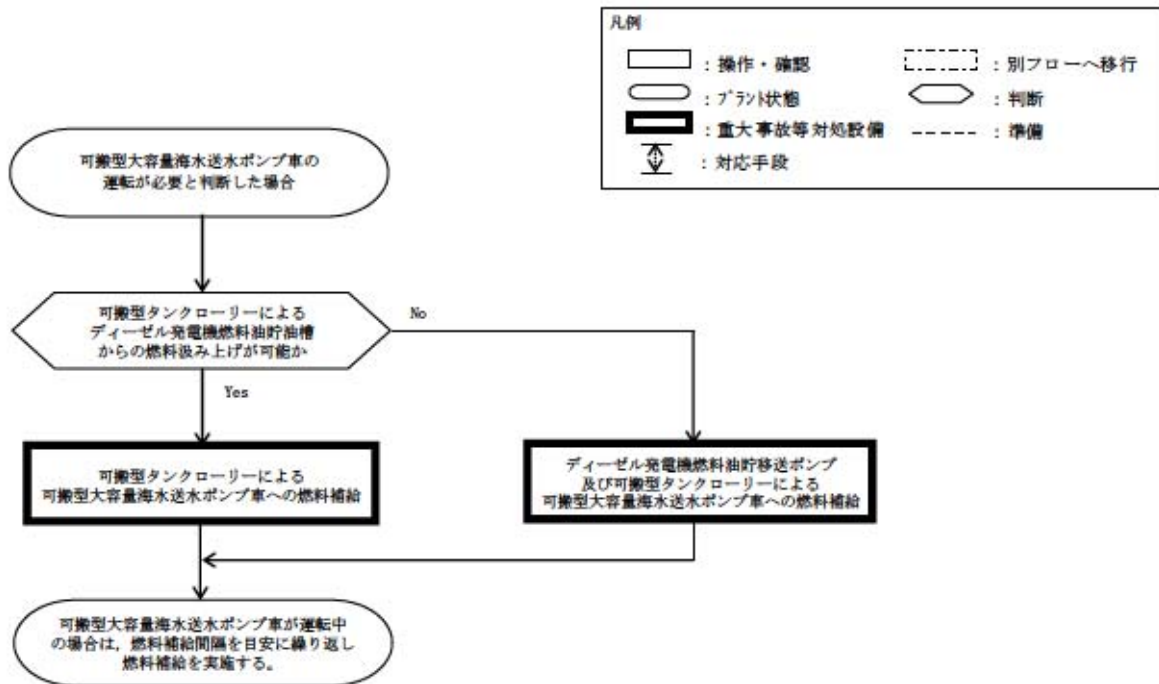 凡例
：操作・確認
：別フローへ移行
：プラント状態
：判断
：重大事故等対処設備
：準備
：対応手段
可搬型大容量海水送水ポンプ車の
運転が必要と判断した場合
可搬型タンクローリーによる
ディーゼル発電機燃料油貯油槽
からの燃料汲み上げが可能か
No
Yes
可搬型タンクローリーによる
可搬型大容量海水送水ポンプ車への燃料補給
ディーゼル発電機燃料油貯移送ポンプ
及び可搬型タンクローリーによる
可搬型大容量海水送水ポンプ車への燃料補給
可搬型大容量海水送水ポンプ車が運転中
の場合は，燃料補給間隔を目安に繰り返し
燃料補給を実施する。